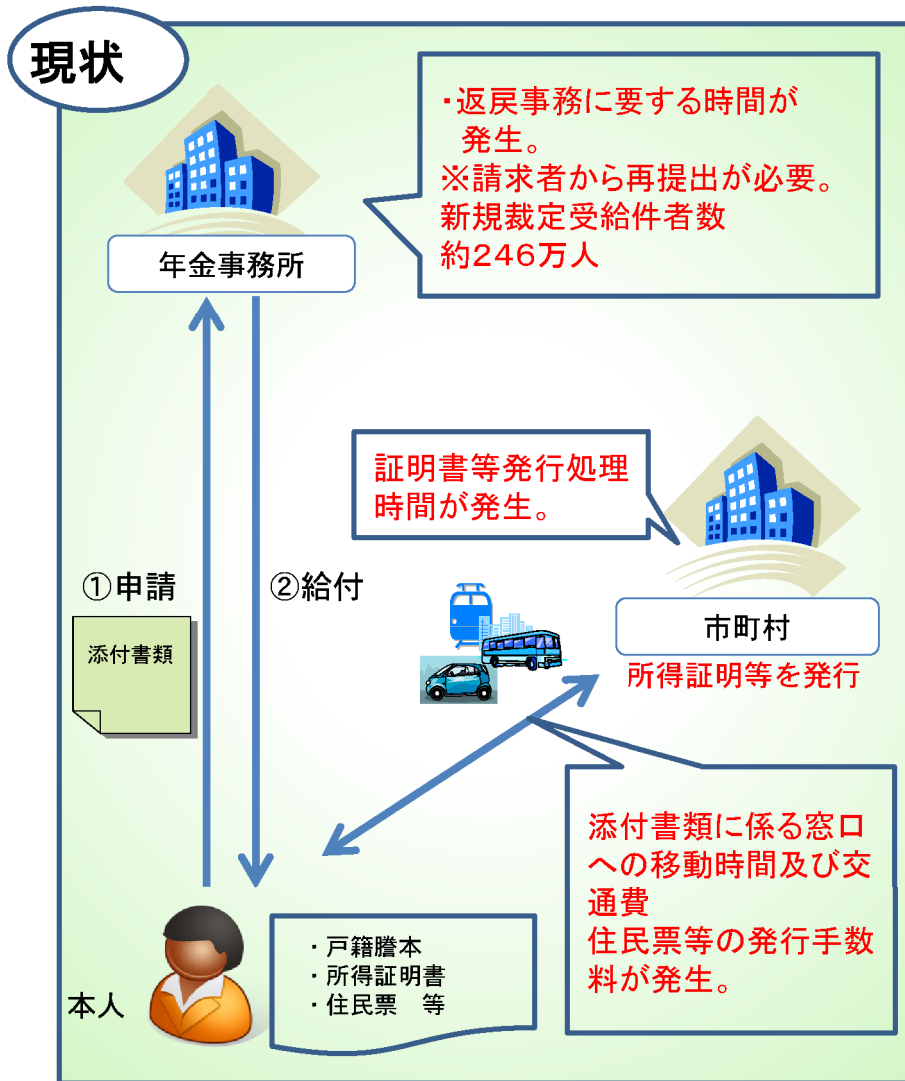 現状
・返戻事務に要する時間が
発生。
※請求者から再提出が必要。
新規裁定受給件者数
約246万人
年金事務所
証明書等発行処理
時間が発生。
①申請
②給付
添付書類
市町村
所得証明等を発行
添付書類に係る窓口
への移動時間及び交
通費
住民票等の発行手数
料が発生。
・戸籍謄本
・所得証明書
・住民票　等
本人